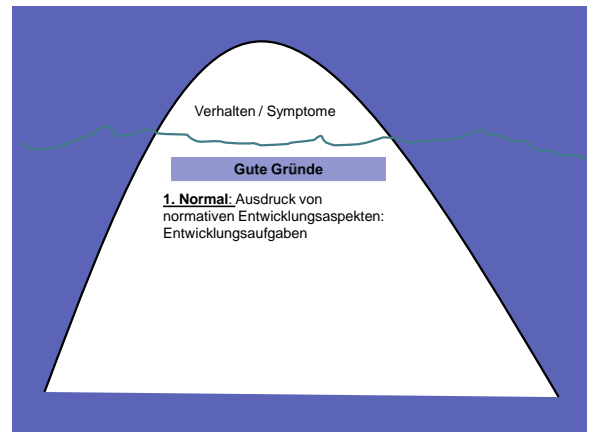 Verhalten / Symptome
Gute Gründe
1. Normal: Ausdruck von
normativen Entwicklungsaspekten:
Entwicklungsaufgaben